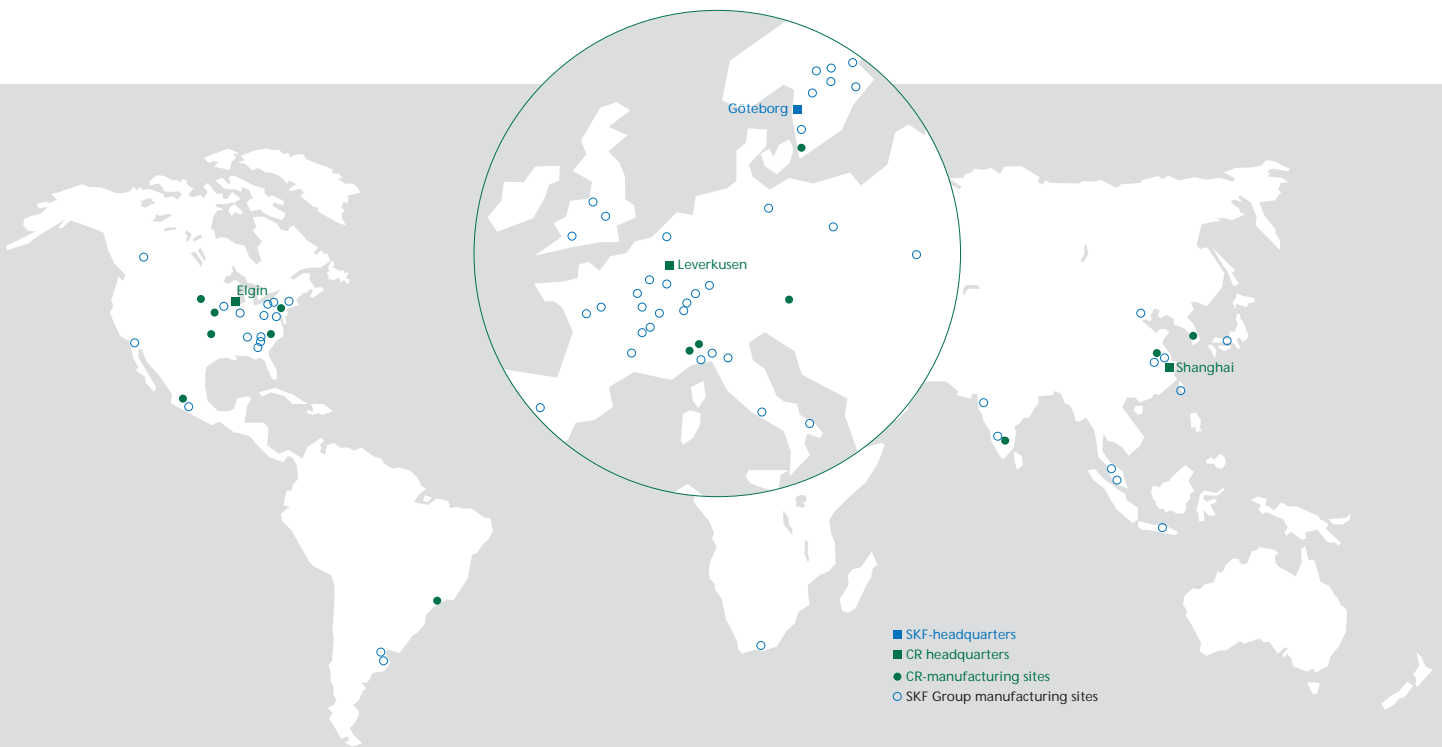 Göteborg
Leverkusen
Elgin
Shanghai
SKF-headquarters
CR headquarters
CR-manufacturing sites
SKF Group manufacturing sites